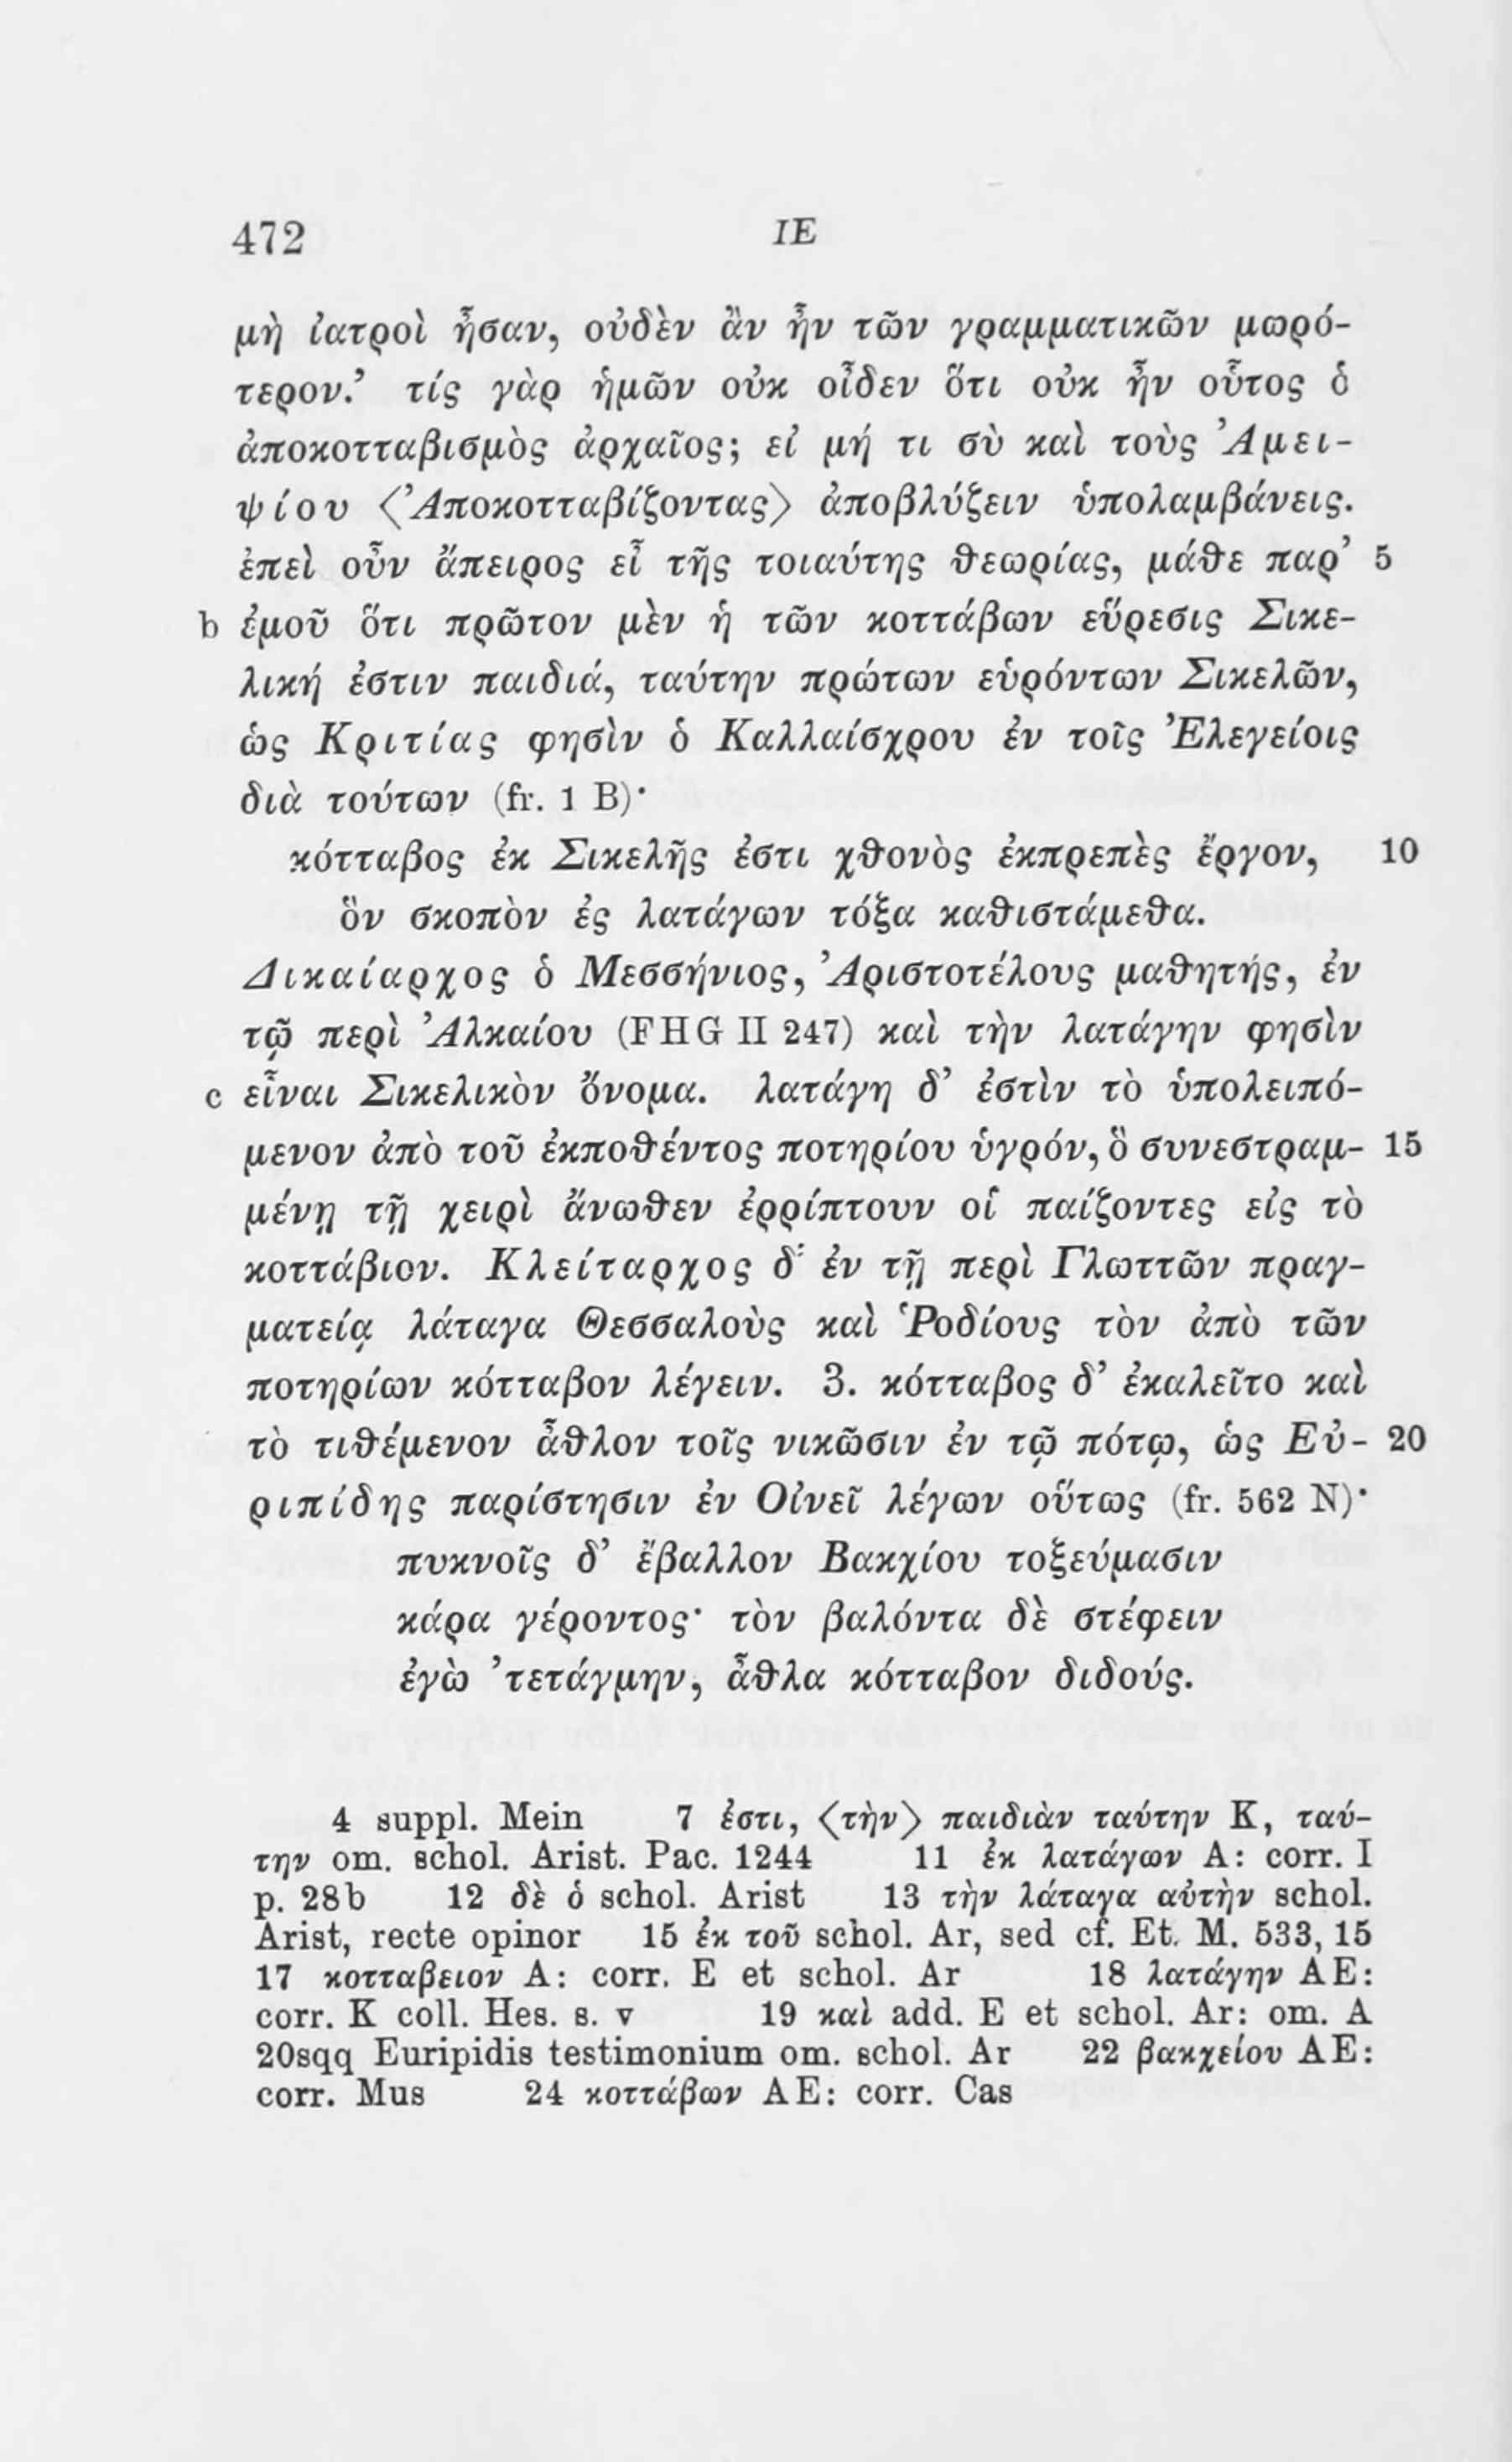 472 ΙΕ
μὴ ἰατροὶ ἦσαν, οὐδὲν ἂν ἦν τῶν γραμματικῶν μωρό-
τερον.’ τίς γὰρ ἡμῶν οὐκ οἶδεν ὅτι οὐκ ἦν οὗτος ὁ
ἀποκοτταβισμὸς ἀρχαῖος; εἰ μή τι σὺ καὶ τοὺς Ἀμει-
ψίου 〈Ἀποκοτταβίζοντας〉 ἀποβλύζειν ὑπολαμβάνεις.
ἐπεὶ οὖν ἄπειρος εἶ τῆς τοιαύτης θεωρίας, μάθε παρ’ 5
b ἐμοῦ ὅτι πρῶτον μὲν ἡ τῶν κοττάβων εὕρεσις Σικε-
λική ἐστιν παιδιά, ταύτην πρώτων εὑρόντων Σικελῶν,
ὡς Κριτίας φησὶν ὁ Καλλαίσχρου ἐν τοῖς Ἐλεγείοις
διὰ τούτων (fr. 1 B)·
κότταβος ἐκ Σικελῆς ἐστι χθονὸς ἐκπρεπὲς ἔργον, 10
ὃν σκοπὸν ἐς λατάγων τόξα καθιστάμεθα.
Δικαίαρχος ὁ Μεσσήνιος, Ἀριστοτέλους μαθητής, ἐν
τῷ περὶ Ἀλκαίου (FHG II 247) καὶ τὴν λατάγην φησὶν
c εἶναι Σικελικὸν ὄνομα. λατάγη δ’ ἐστὶν τὸ ὑπολειπό-
μενον ἀπὸ τοῦ ἐκποθέντος ποτηρίου ὑγρόν, ὃ συνεστραμ- 15
μένῃ τῇ χειρὶ ἄνωθεν ἐρρίπτουν οἱ παίζοντες εἰς τὸ
κοττάβιον. Κλείταρχος δ’ ἐν τῇ περὶ Γλωττῶν πραγ-
ματείᾳ λάταγα Θεσσαλοὺς καὶ Ῥοδίους τὸν ἀπὸ τῶν
ποτηρίων κότταβον λέγειν. 3. κότταβος δ’ ἐκαλεῖτο καὶ
τὸ τιθέμενον ἆθλον τοῖς νικῶσιν ἐν τῷ πότῳ, ὡς Εὐ- 20
ριπίδης παρίστησιν ἐν Οἰνεῖ λέγων οὕτως (fr. 562 N)·
πυκνοῖς δ’ ἔβαλλον Βακχίου τοξεύμασιν
κάρα γέροντος· τὸν βαλόντα δὲ στέφειν
ἐγὼ ’τετάγμην, ἆθλα κότταβον διδούς.
4 suppl. Mein 7 ἐστι, 〈τὴν〉 παιδιὰν ταύτην K, ταύ-
την om. schol. Arist. Pac. 1244 11 ἐκ λατάγων A: corr. I
p. 28b 12 δὲ ὁ schol. Arist 13 τὴν λάταγα αὐτὴν schol.
Arist, recte opinor 15 ἐκ τοῦ schol. Ar, sed cf. Et. M. 533, 15
17 κοτταβειον A: corr. E et schol. Ar 18 λατάγην AE:
corr. K coll. Hes. s. v 19 καὶ add. E et schol. Ar: om. A
20sqq Euripidis testimonium om. schol. Ar 22 βακχείου AE:
corr. Mus 24 κοττάβων AE: corr. Cas